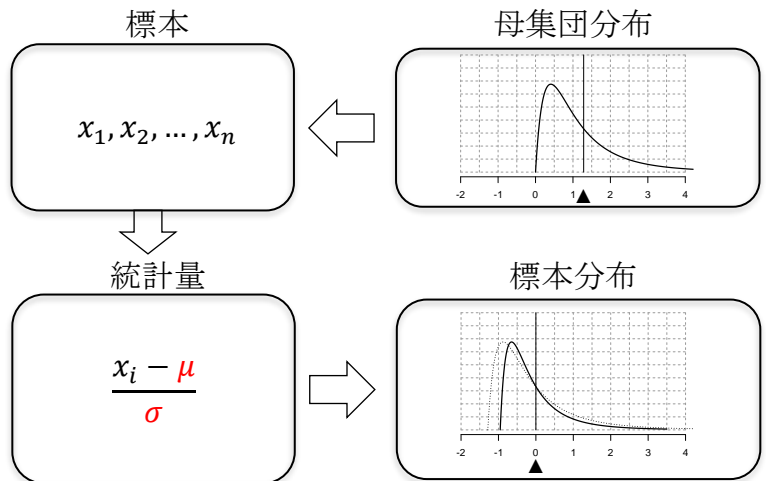 標本
母集団分布
x₁, x₂, … , xₙ
-2 -1 0 1 2 3 4
▲
統計量
標本分布
xᵢ − μ
σ
-2 -1 0 1 2 3 4
▲